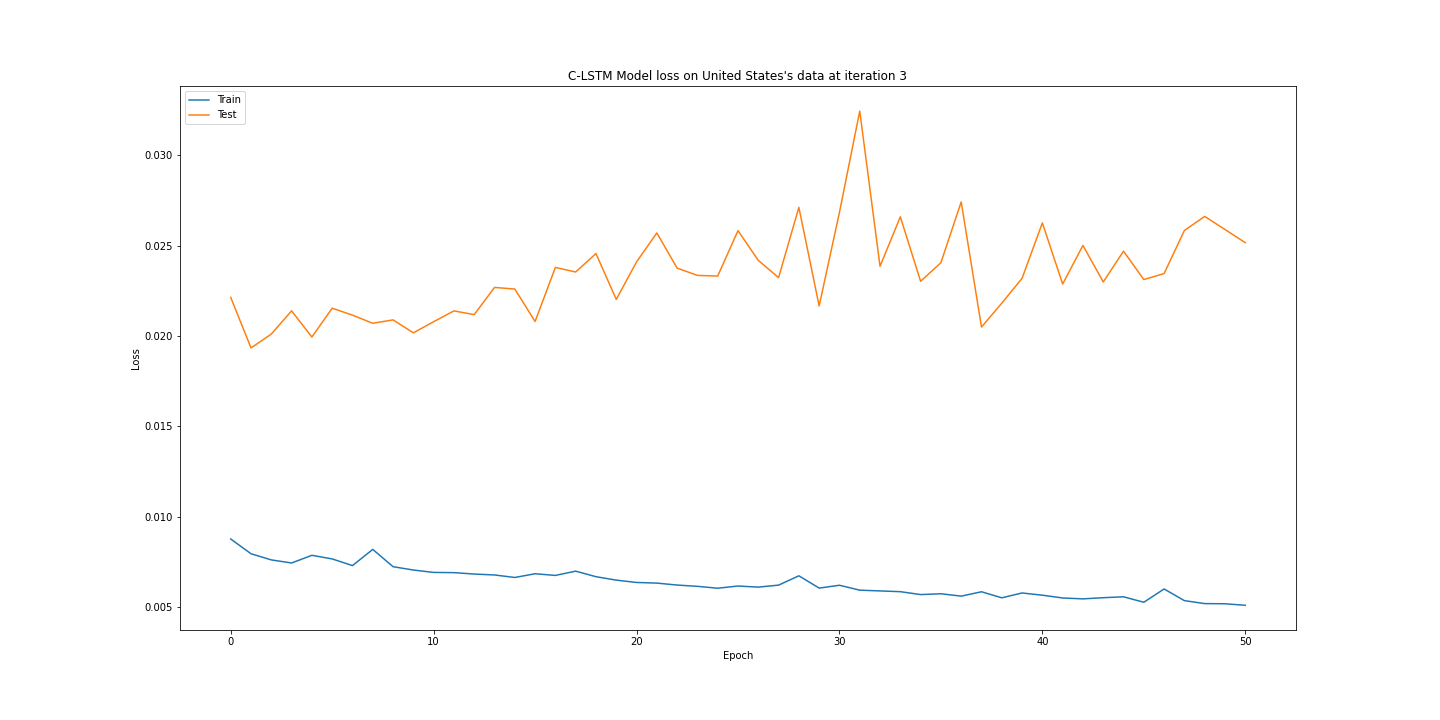 C-LSTM Model loss on United States's data at iteration 3
Train
Test
0.030
0.025
0.020
0.015
0.010
0.005
Loss
0 10 20 30 40 50
Epoch